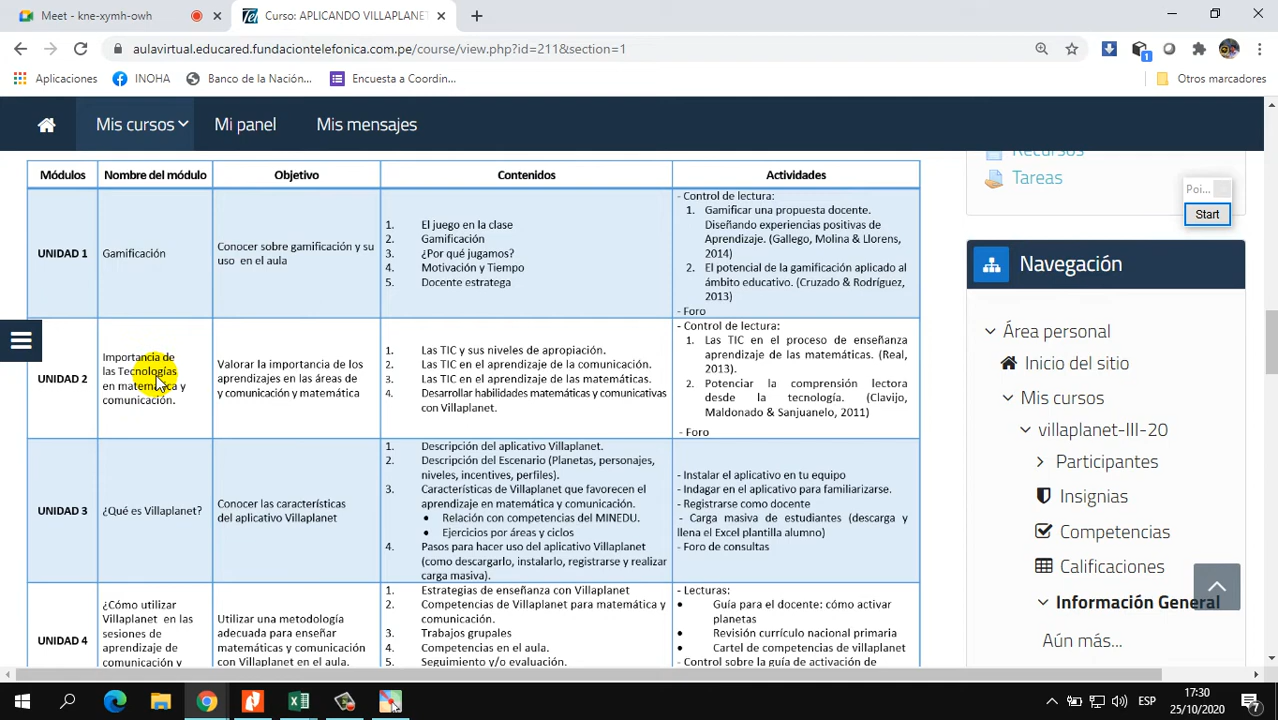 Meet - kne-xymh-owh
Curso: APLICANDO VILLAPLANET
aulavirtual.educared.fundaciontelefonica.com.pe/course/view.php?id=211&section=1
Aplicaciones
INOHA
Banco de la Nación...
Encuesta a Coordin...
Otros marcadores
Mis cursos
Mi panel
Mis mensajes
Módulos
Nombre del módulo
Objetivo
Contenidos
Actividades
UNIDAD 1
Gamificación
Conocer sobre gamificación y su
uso en el aula
1. El juego en la clase
2. Gamificación
3. ¿Por qué jugamos?
4. Motivación y Tiempo
5. Docente estratega
- Control de lectura:
1. Gamificar una propuesta docente.
Diseñando experiencias positivas de
Aprendizaje. (Gallego, Molina & Llorens,
2014)
2. El potencial de la gamificación aplicado al
ámbito educativo. (Cruzado & Rodríguez,
2013)
- Foro
UNIDAD 2
Importancia de
las Tecnologías
en matemática y
comunicación.
Valorar la importancia de los
aprendizajes en las áreas de
y comunicación y matemática
1. Las TIC y sus niveles de apropiación.
2. Las TIC en el aprendizaje de la comunicación.
3. Las TIC en el aprendizaje de las matemáticas.
4. Desarrollar habilidades matemáticas y comunicativas
con Villaplanet.
- Control de lectura:
1. Las TIC en el proceso de enseñanza
aprendizaje de las matemáticas. (Real,
2013).
2. Potenciar la comprensión lectora
desde la tecnología. (Clavijo,
Maldonado & Sanjuanelo, 2011)
- Foro
UNIDAD 3
¿Qué es Villaplanet?
Conocer las características
del aplicativo Villaplanet
1. Descripción del aplicativo Villaplanet.
2. Descripción del Escenario (Planetas, personajes,
niveles, incentivos, perfiles).
3. Características de Villaplanet que favorecen el
aprendizaje en matemática y comunicación.
• Relación con competencias del MINEDU.
• Ejercicios por áreas y ciclos
4. Pasos para hacer uso del aplicativo Villaplanet
(como descargarlo, instalarlo, registrarse y realizar
carga masiva).
- Instalar el aplicativo en tu equipo
- Indagar en el aplicativo para familiarizarse.
- Registrarse como docente
- Carga masiva de estudiantes (descarga y
llena el Excel plantilla alumno)
- Foro de consultas
UNIDAD 4
¿Cómo utilizar
Villaplanet en las
sesiones de
aprendizaje de
comunicación y
Utilizar una metodología
adecuada para enseñar
matemáticas y comunicación
con Villaplanet en el aula.
1. Estrategias de enseñanza con Villaplanet
2. Competencias de Villaplanet para matemática y
comunicación.
3. Trabajos grupales
4. Competencias en el aula.
5. Seguimiento y/o evaluación.
- Lecturas:
• Guía para el docente: cómo activar
planetas
• Revisión currículo nacional primaria
• Cartel de competencias de villaplanet
- Control sobre la guía de activación de
Recursos
Tareas
Poi...
Start
Navegación
Área personal
Inicio del sitio
Mis cursos
villaplanet-III-20
Participantes
Insignias
Competencias
Calificaciones
Información General
Aún más...
ESP
17:30
25/10/2020